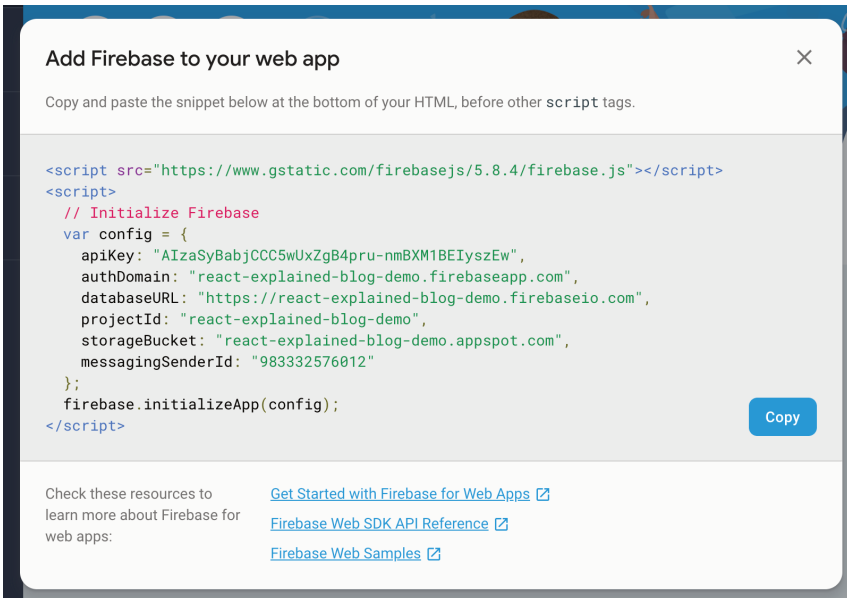 Add Firebase to your web app
Copy and paste the snippet below at the bottom of your HTML, before other script tags.
<script src="https://www.gstatic.com/firebasejs/5.8.4/firebase.js"></script>
<script>
  // Initialize Firebase
  var config = {
    apiKey: "AIzaSyBabjCCC5wUxZgB4pru-nmBXM1BEIyszEw",
    authDomain: "react-explained-blog-demo.firebaseapp.com",
    databaseURL: "https://react-explained-blog-demo.firebaseio.com",
    projectId: "react-explained-blog-demo",
    storageBucket: "react-explained-blog-demo.appspot.com",
    messagingSenderId: "983332576012"
  };
  firebase.initializeApp(config);
</script>
Copy
Check these resources to
learn more about Firebase for
web apps:
Get Started with Firebase for Web Apps
Firebase Web SDK API Reference
Firebase Web Samples